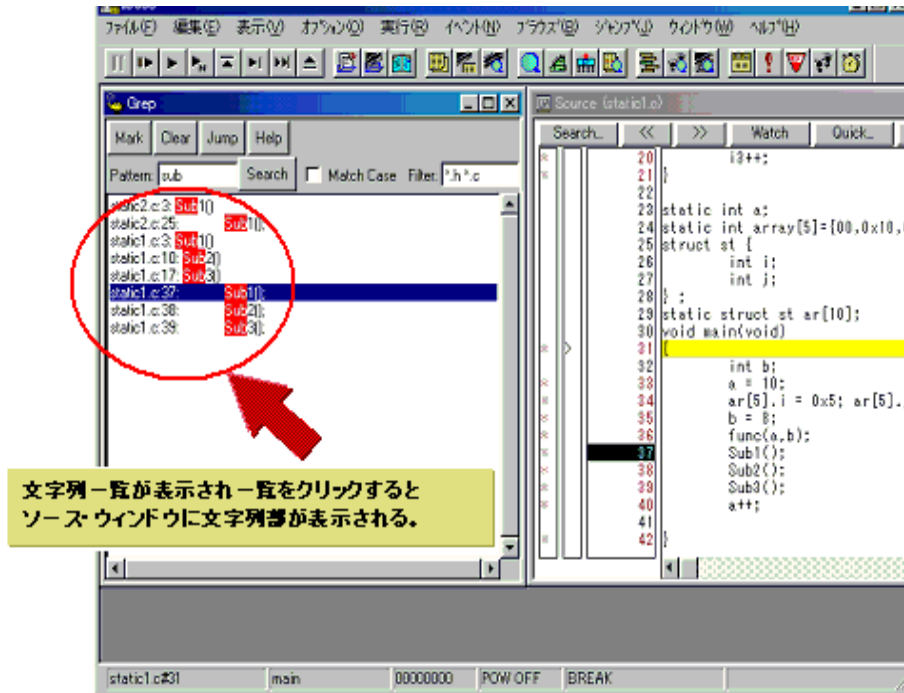 ファイル(F) 編集(E) 表示(V) オプション(O) 実行(R) イベント(N) ブラウズ(B) ジャンプ(J) ウィンドウ(W) ヘルプ(H)
Grep
Mark Clear Jump Help
Pattern: sub Search Match Case Filter: *.h *.c
static2.c:3: Sub1()
static2.c:25: Sub1();
static1.c:3: Sub1()
static1.c:10: Sub2()
static1.c:17: Sub3()
static1.c:37: Sub1();
static1.c:38: Sub2();
static1.c:39: Sub3();
文字列一覧が表示され一覧をクリックすると
ソース・ウィンドウに文字列部が表示される。
Source (static1.c)
Search... << >> Watch Quick...
20 i3++;
21 }
22
23 static int a;
24 static int array[5]={00,0x10,
25 struct st {
26 int i;
27 int j;
28 } ;
29 static struct st ar[10];
30 void main(void)
31 {
32 int b;
33 a = 10;
34 ar[5].i = 0x5; ar[5].
35 b = 8;
36 func(a,b);
37 Sub1();
38 Sub2();
39 Sub3();
40 a++;
41
42 }
static1.c#31 main 00000000 POW OFF BREAK